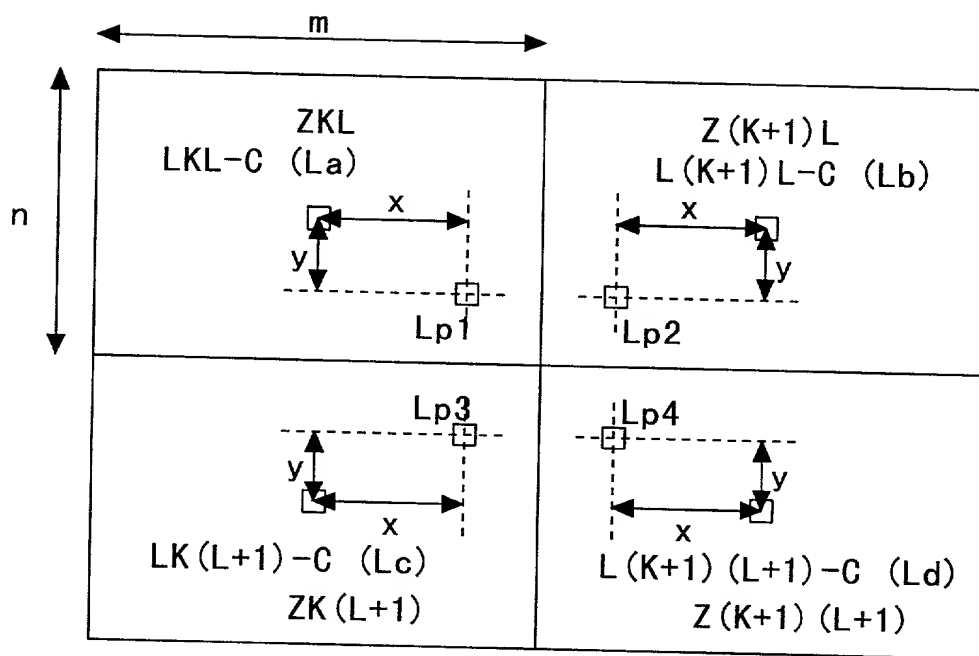 m
n
ZKL
LKL-C (La)
x
y
Lp1
Z(K+1)L
L(K+1)L-C (Lb)
x
y
Lp2
Lp3
y
x
LK(L+1)-C (Lc)
ZK(L+1)
Lp4
y
x
L(K+1)(L+1)-C (Ld)
Z(K+1)(L+1)